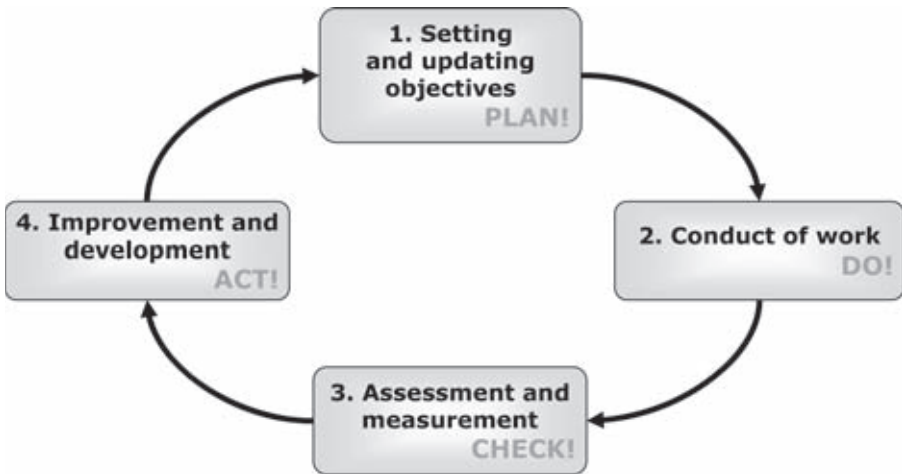 1. Setting
and updating
objectives
PLAN!
2. Conduct of work
DO!
3. Assessment and
measurement
CHECK!
4. Improvement and
development
ACT!